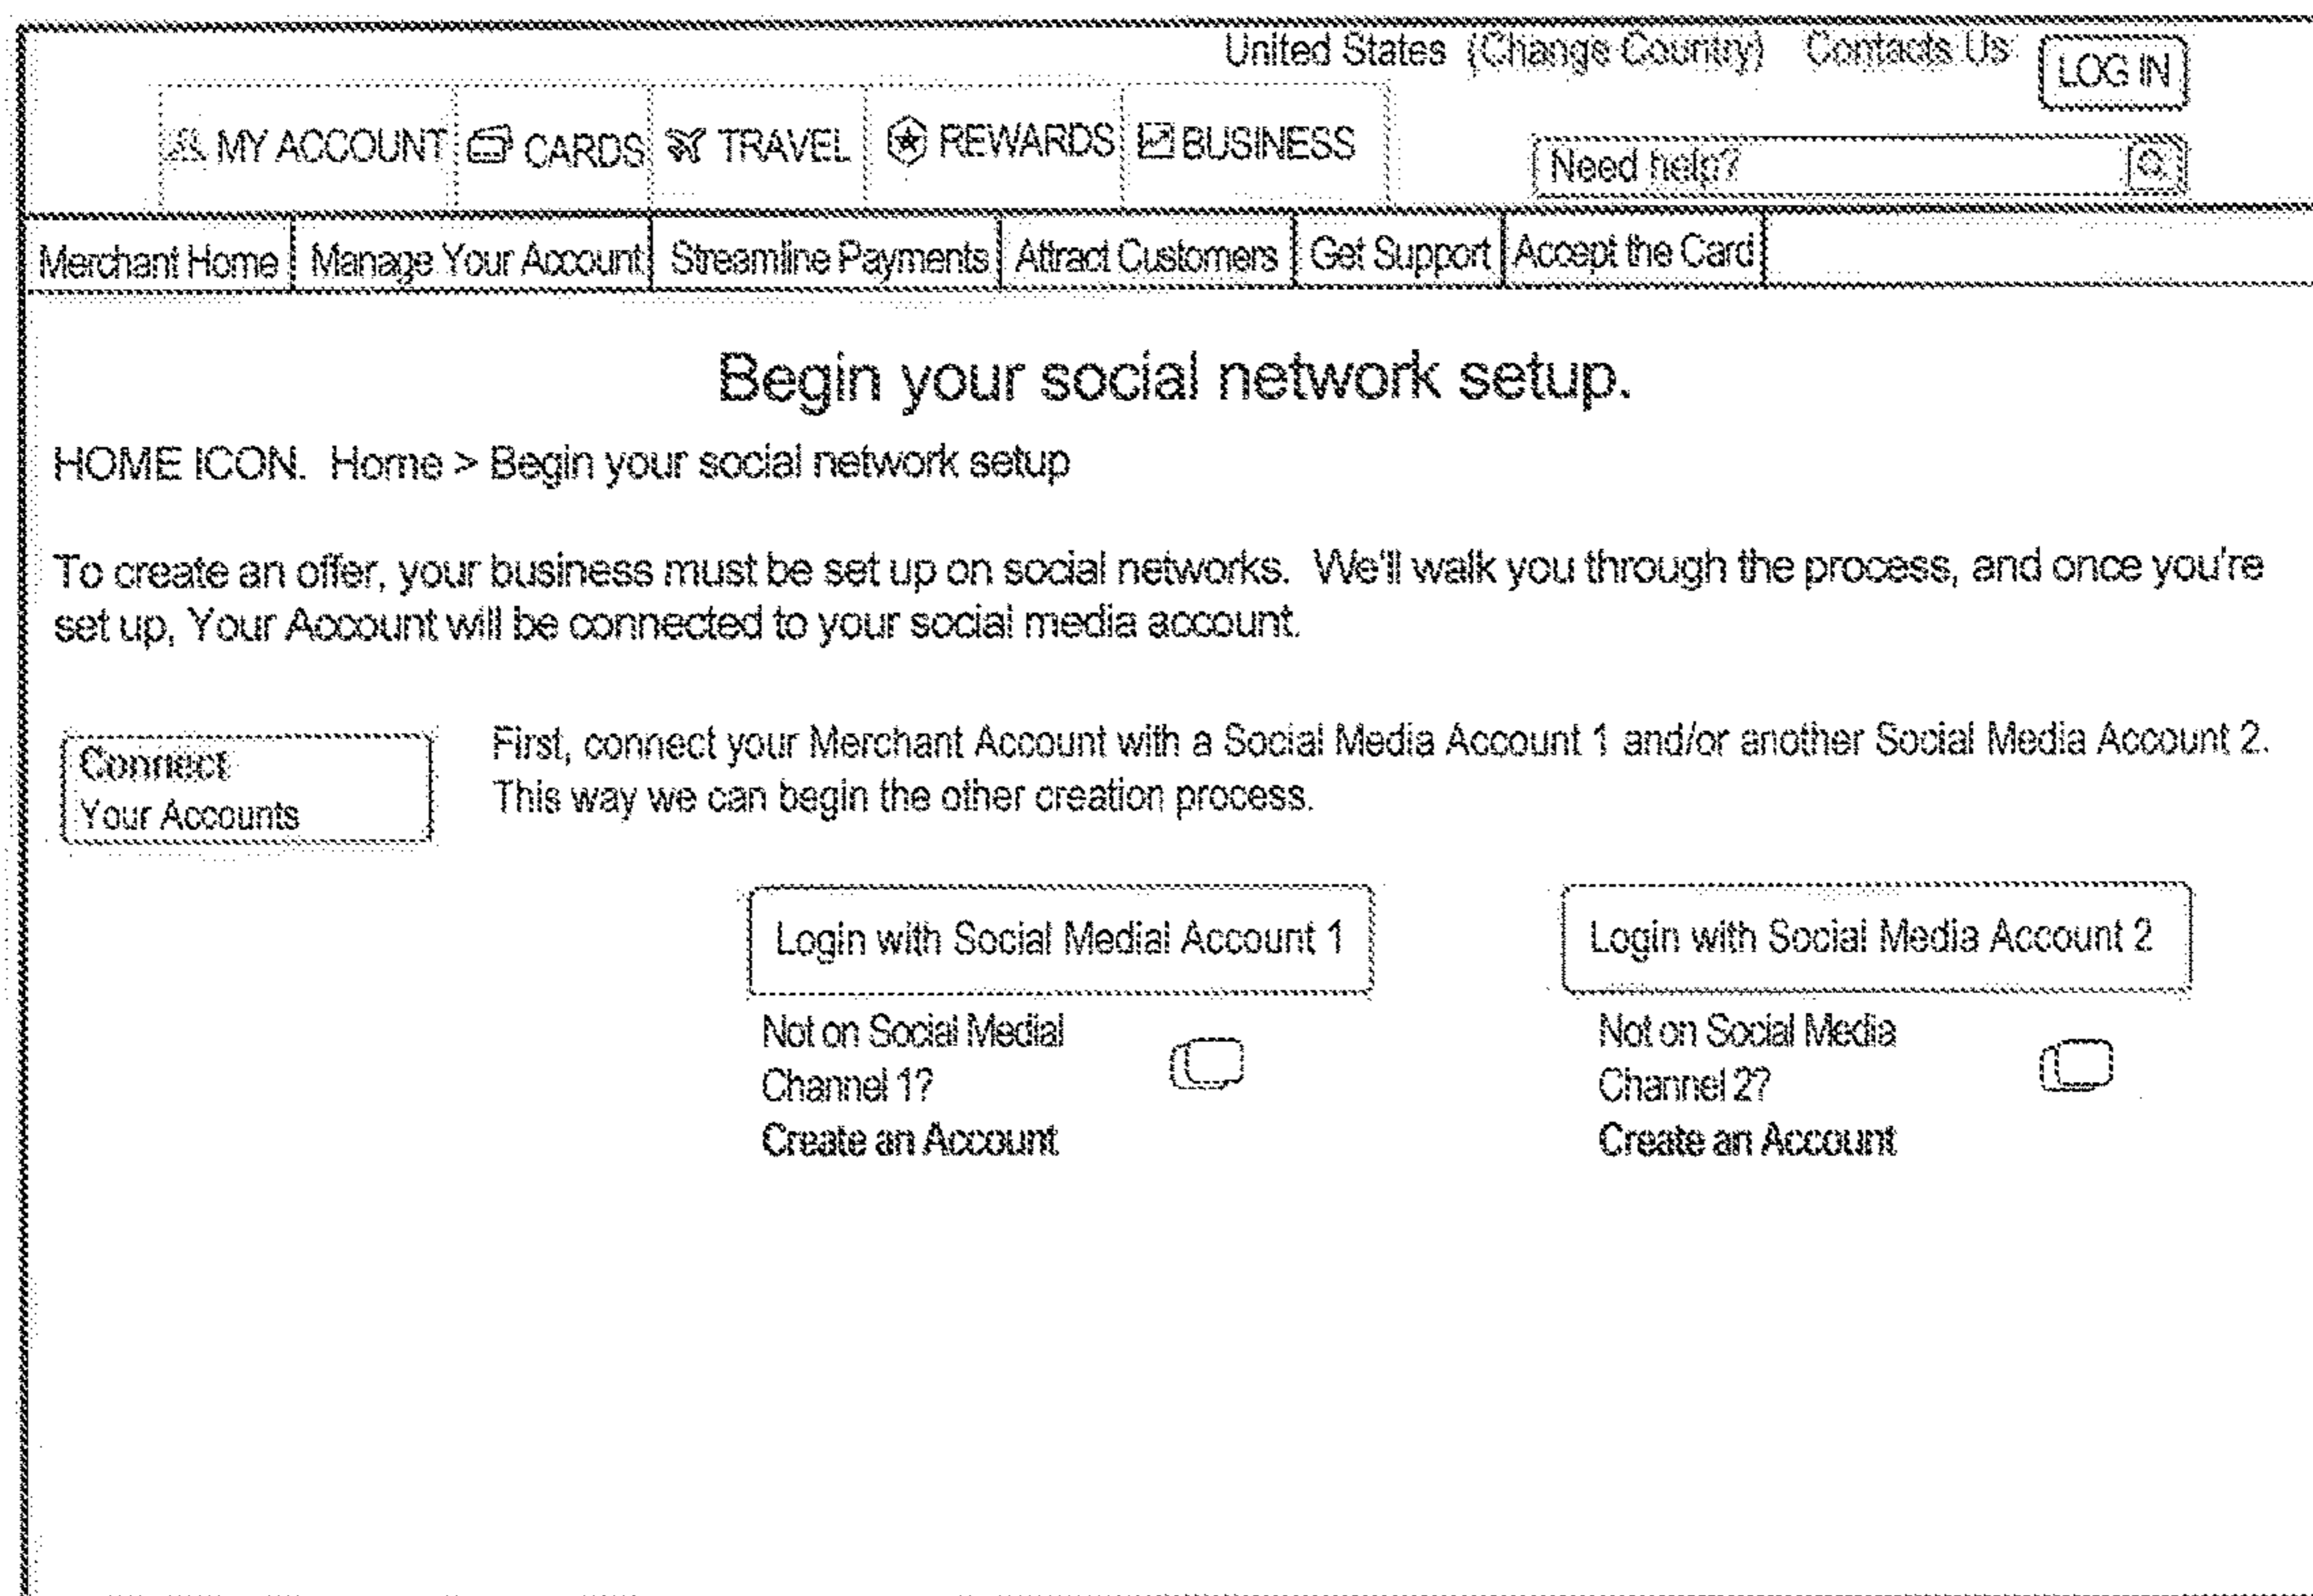 United States (Change Country) Contacts Us LOG IN
MY ACCOUNT CARDS TRAVEL REWARDS BUSINESS
Need help?
Merchant Home Manage Your Account Streamline Payments Attract Customers Get Support Accept the Card
Begin your social network setup.
HOME ICON. Home > Begin your social network setup
To create an offer, your business must be set up on social networks. We'll walk you through the process, and once you're
set up, Your Account will be connected to your social media account.
Connect
Your Accounts
First, connect your Merchant Account with a Social Media Account 1 and/or another Social Media Account 2.
This way we can begin the other creation process.
Login with Social Medial Account 1
Not on Social Medial
Channel 1?
Create an Account
Login with Social Media Account 2
Not on Social Media
Channel 2?
Create an Account